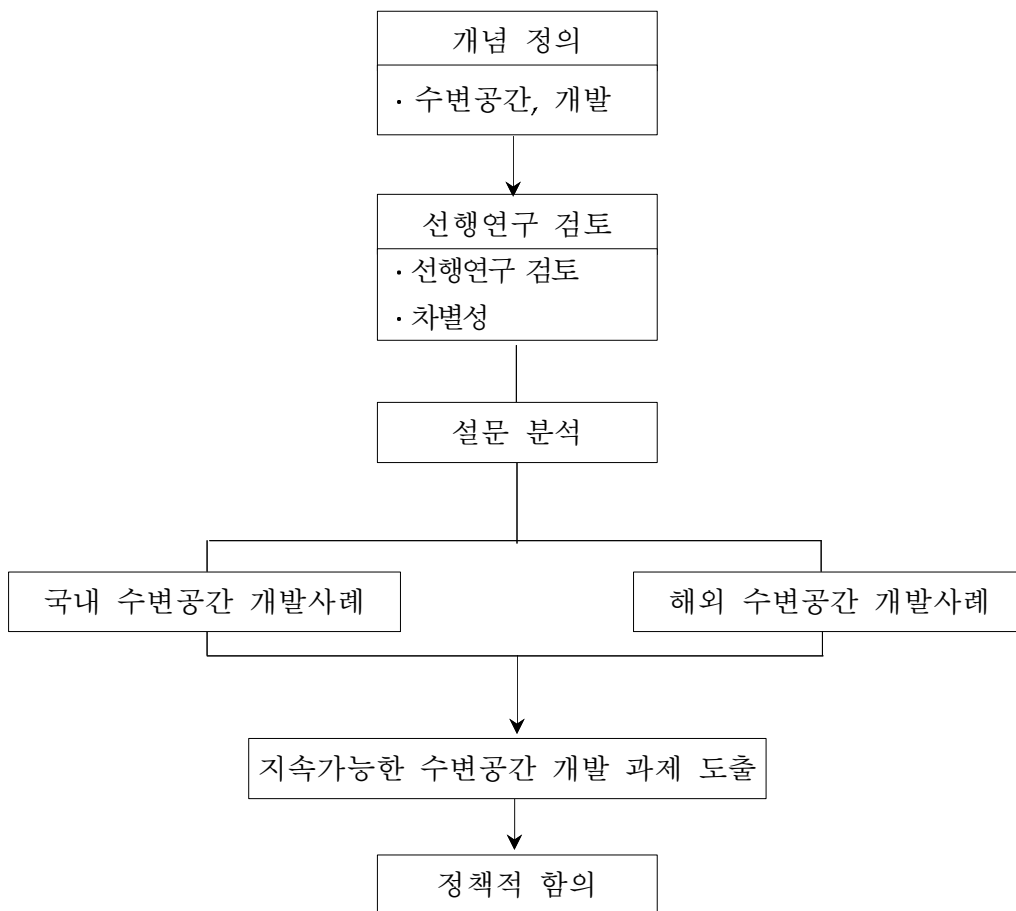 개념 정의
· 수변공간, 개발
선행연구 검토
· 선행연구 검토
· 차별성
설문 분석
국내 수변공간 개발사례
해외 수변공간 개발사례
지속가능한 수변공간 개발 과제 도출
정책적 함의